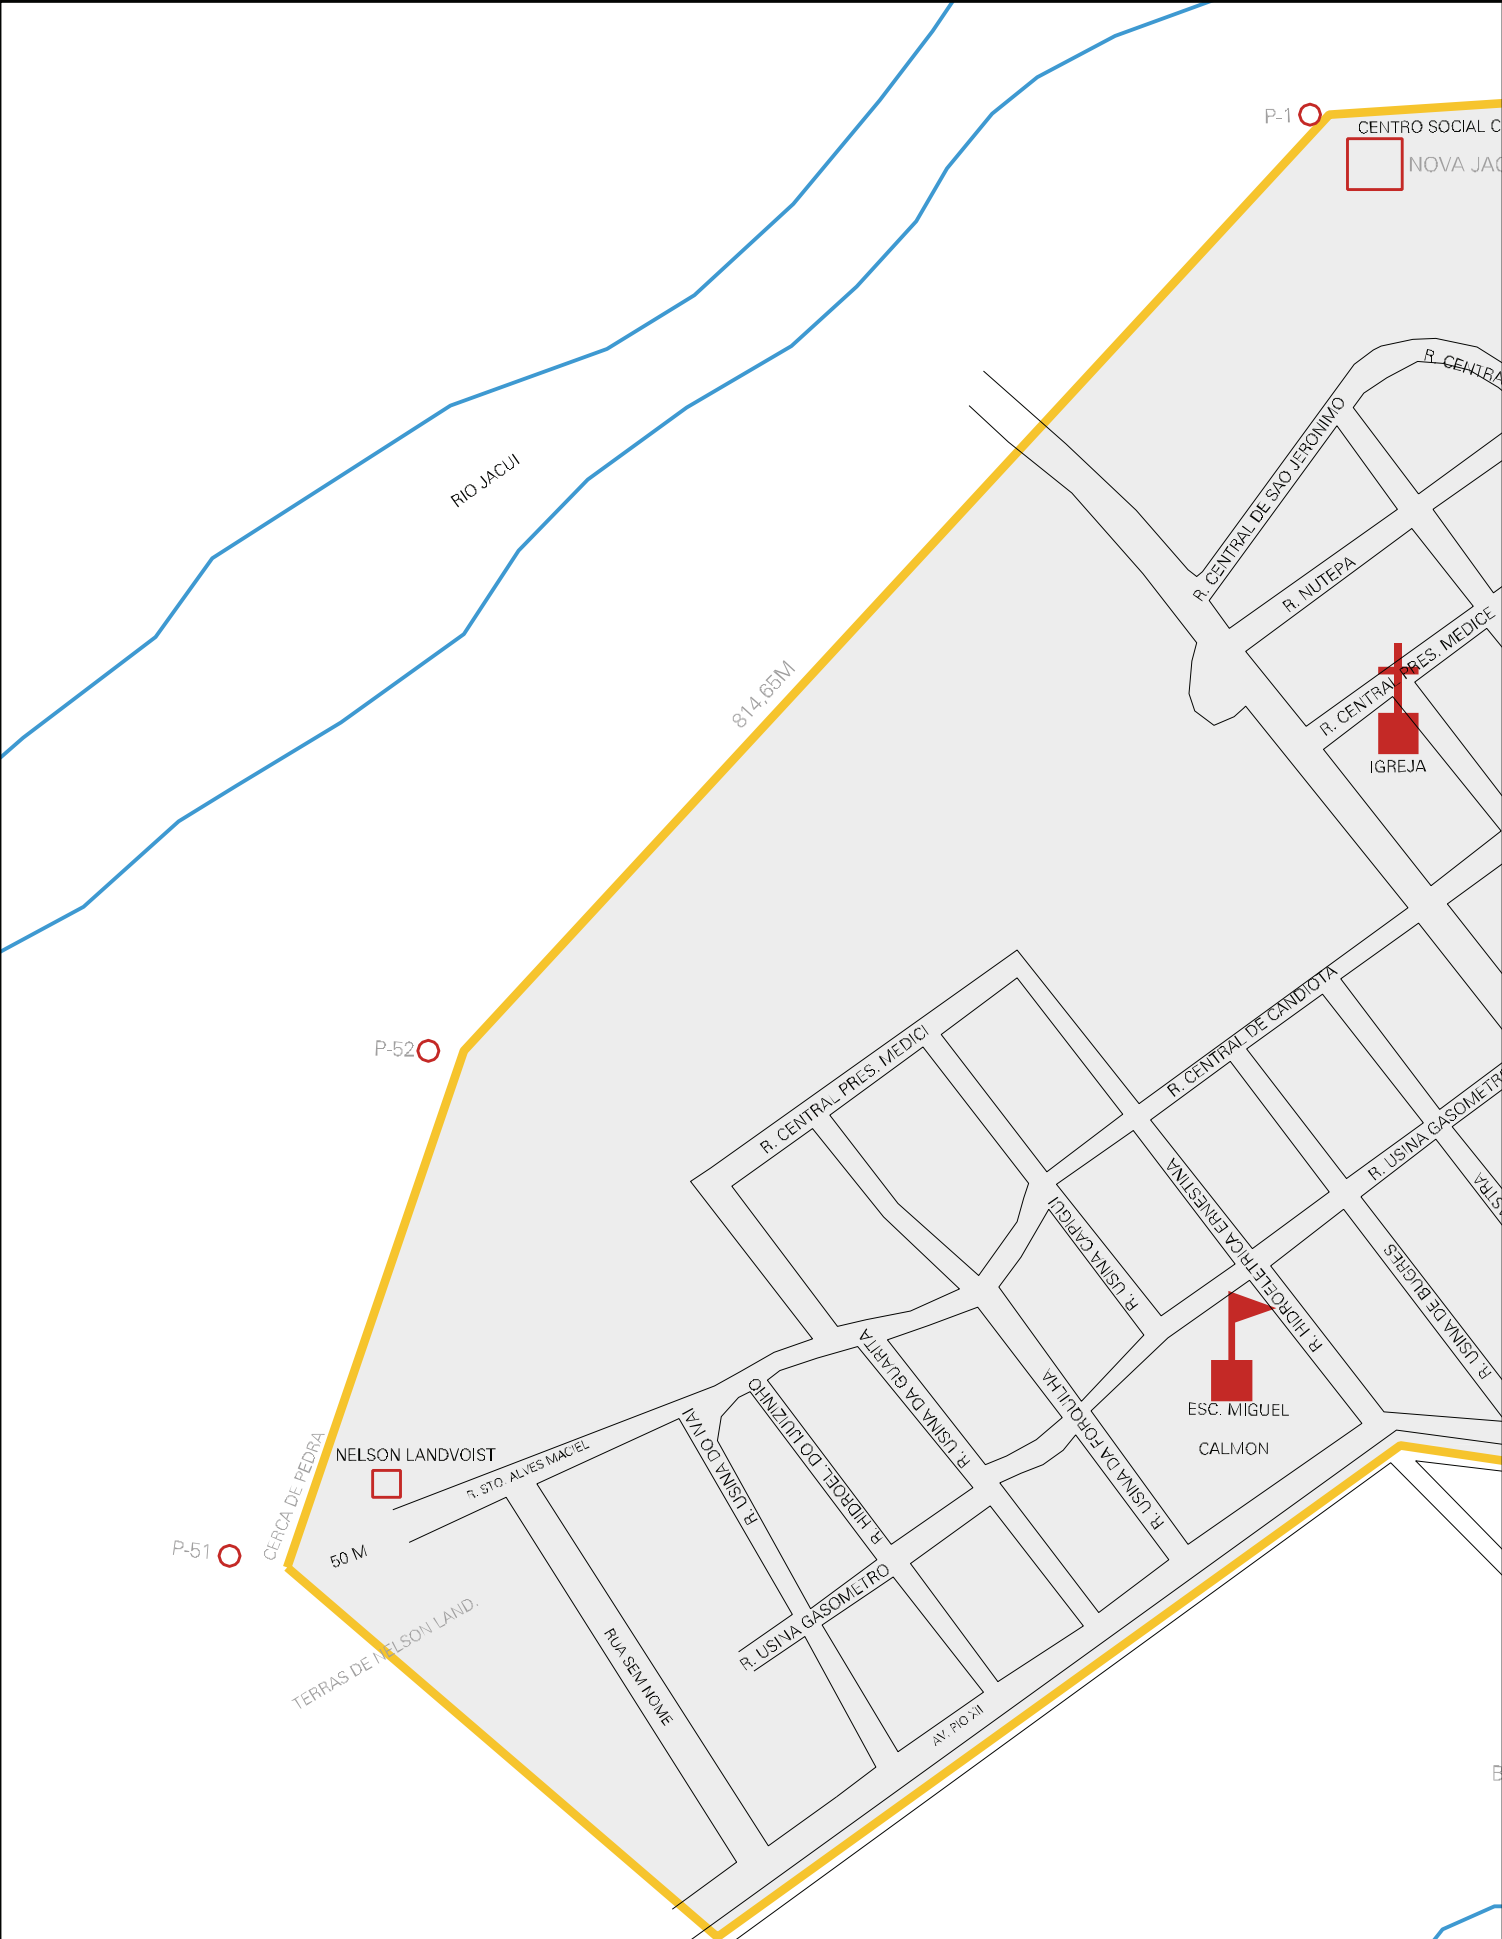 P-1
CENTRO SOCIAL C
NOVA JAC
R. CENTRA
R. CENTRAL DE SAO JERONIMO
RIO JACUI
R. NUTEPA
R. CENTRAL PRES. MEDICE
814,65M
IGREJA
R. CENTRAL DE CANDIOTA
P-52
R. CENTRAL PRES. MEDICI
R. USINA GASOMETR
R. HIDROELETRICA ERNESTINA
ASTRA
R. USINA CAPIGUI
R. USINA DE BUGRES
R. USINA DA GUARITA
R. USINA DA FORQUILHA
ESC. MIGUEL
CALMON
R. HIDROEL. DO IJUIZINHO
R. USINA DO IVAI
CERCA DE PEDRA
NELSON LANDVOIST
R. STO. ALVES MACIEL
P-51
50 M
R. USINA GASOMETRO
TERRAS DE NELSON LAND.
RUA SEM NOME
AV. PIO XII
B